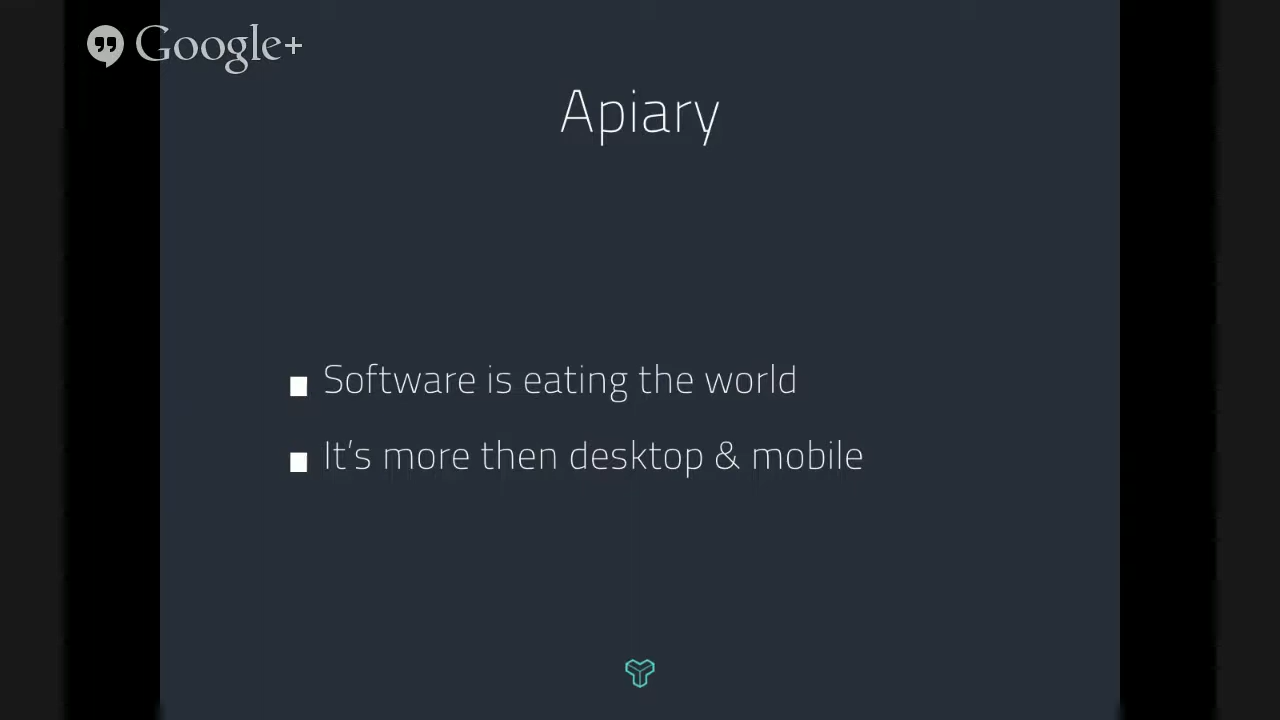 Google+
Apiary
Software is eating the world
It's more then desktop & mobile